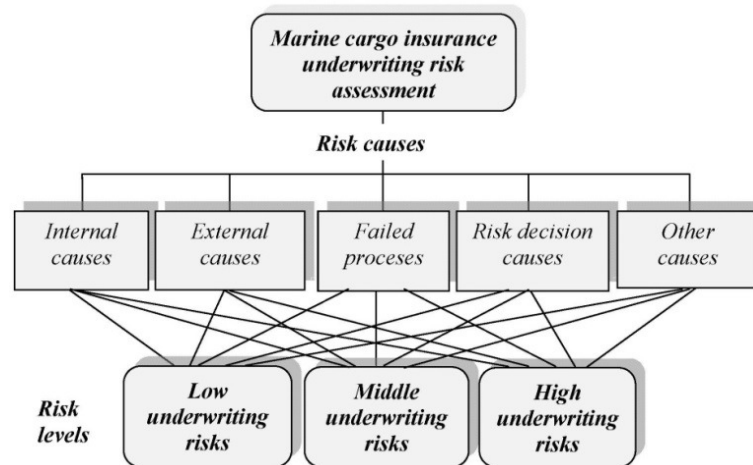 Marine cargo insurance
underwriting risk
assessment
Risk causes
Internal
causes
External
causes
Failed
proceses
Risk decision
causes
Other
causes
Risk
levels
Low
underwriting
risks
Middle
underwriting
risks
High
underwriting
risks